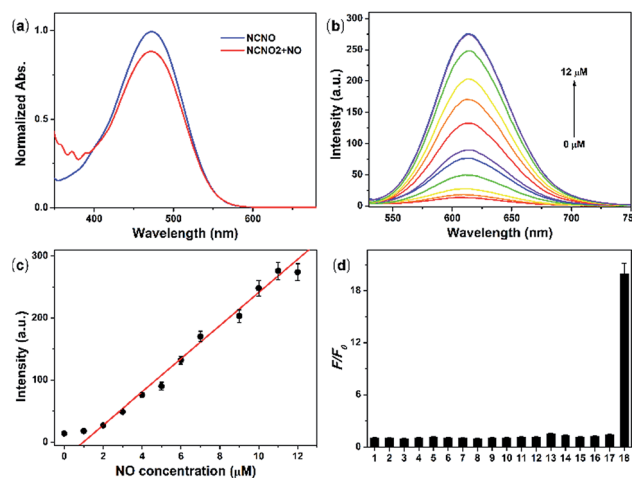 (a)
NCNO
NCNO2+NO
1.0
0.5
0.0
Normalized Abs.
400 500 600
Wavelength (nm)
(b)
300
250
200
150
100
50
0
Intensity (a.u.)
12 μM
0 μM
550 600 650 700 750
Wavelength (nm)
(c)
300
200
100
0
Intensity (a.u.)
0 2 4 6 8 10 12
NO concentration (μM)
(d)
18
12
6
0
F/F0
1 2 3 4 5 6 7 8 9 10 11 12 13 14 15 16 17 18